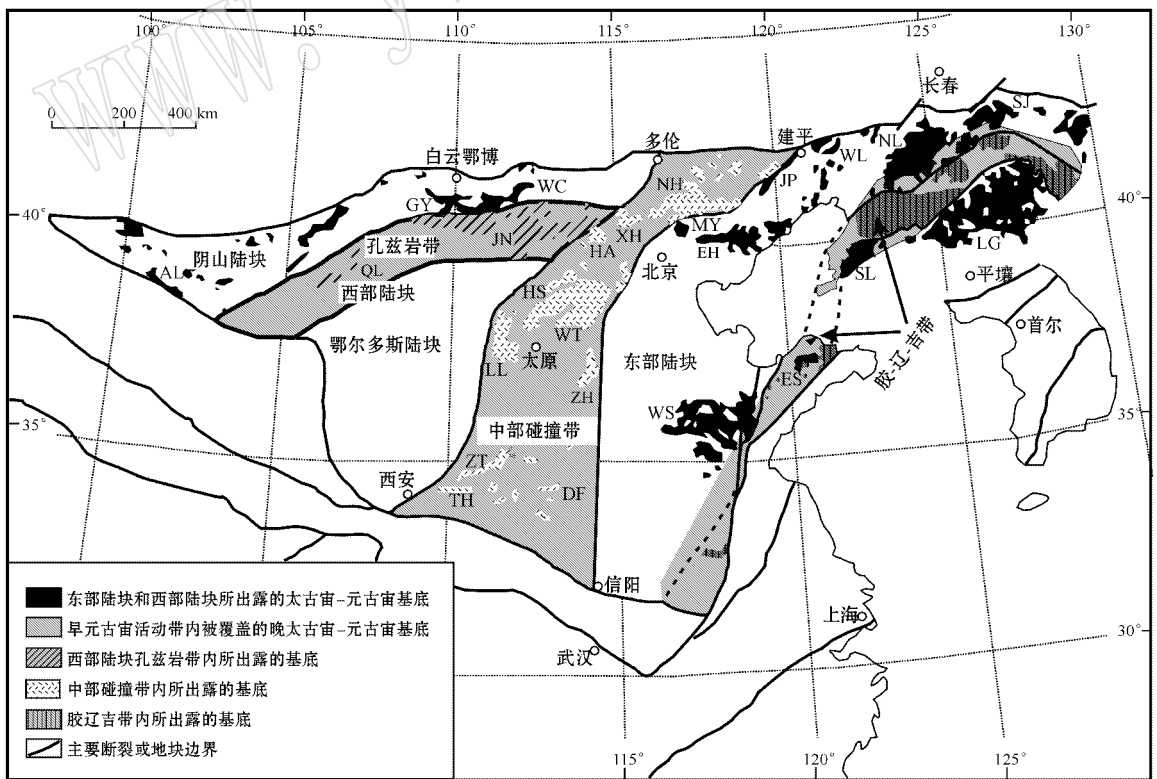 www. y
100° 105° 110° 115° 120° 125° 130°
0 200 400 km
长春
SJ
多伦
建平
NL
WL
白云鄂博
WC
NH
JP
40°
GY
40°
孔兹岩带
JN
XH
MY
EH
LG
阴山陆块
HA
AL
QL
北京
SL
平壤
西部陆块
HS
首尔
WT
鄂尔多斯陆块
太原
东部陆块
胶-辽-吉带
LL
ES
ZH
WS
35°
35°
中部碰撞带
ZT
西安
TH
DF
信阳
上海
30°
武汉
东部陆块和西部陆块所出露的太古宙-元古宙基底
早元古宙活动带内被覆盖的晚太古宙-元古宙基底
西部陆块孔兹岩带内所出露的基底
中部碰撞带内所出露的基底
胶辽吉带内所出露的基底
主要断裂或地块边界
115° 120° 125°